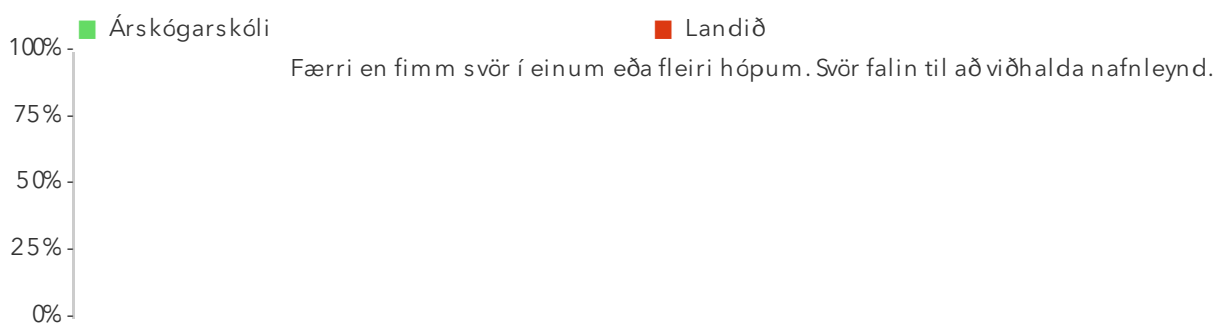 Árskógarskóli
Landið
100%
Færri en fimm svör í einum eða fleiri hópum. Svör falin til að viðhalda nafnleynd.
75%
50%
25%
0%